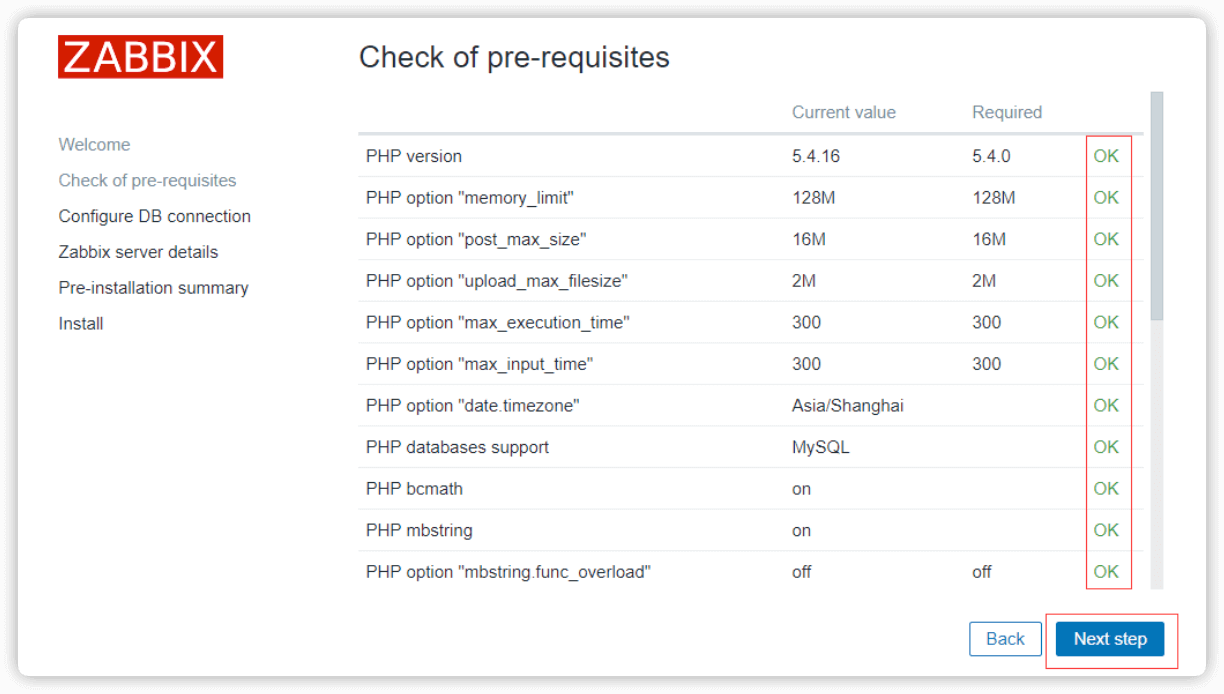 ZABBIX
Check of pre-requisites
Welcome
Check of pre-requisites
Configure DB connection
Zabbix server details
Pre-installation summary
Install
Current value Required
PHP version 5.4.16 5.4.0 OK
PHP option "memory_limit" 128M 128M OK
PHP option "post_max_size" 16M 16M OK
PHP option "upload_max_filesize" 2M 2M OK
PHP option "max_execution_time" 300 300 OK
PHP option "max_input_time" 300 300 OK
PHP option "date.timezone" Asia/Shanghai OK
PHP databases support MySQL OK
PHP bcmath on OK
PHP mbstring on OK
PHP option "mbstring.func_overload" off off OK
Back Next step